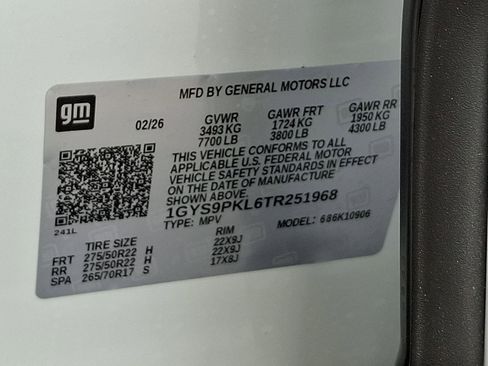 gm
MFD BY GENERAL MOTORS LLC
02/26 GVWR GAWR FRT GAWR RR
3493 KG 1724 KG 1950 KG
7700 LB 3800 LB 4300 LB
THIS VEHICLE CONFORMS TO ALL
APPLICABLE U.S. FEDERAL MOTOR
VEHICLE SAFETY STANDARDS IN EFFECT
ON THE DATE OF MANUFACTURE
SHOWN ABOVE.
1GYS9PKL6TR251968
TYPE: MPV MODEL: 686K10906
241L
TIRE SIZE RIM
FRT 275/50R22 H 22X9J
RR 275/50R22 H 22X9J
SPA 265/70R17 S 17X8J